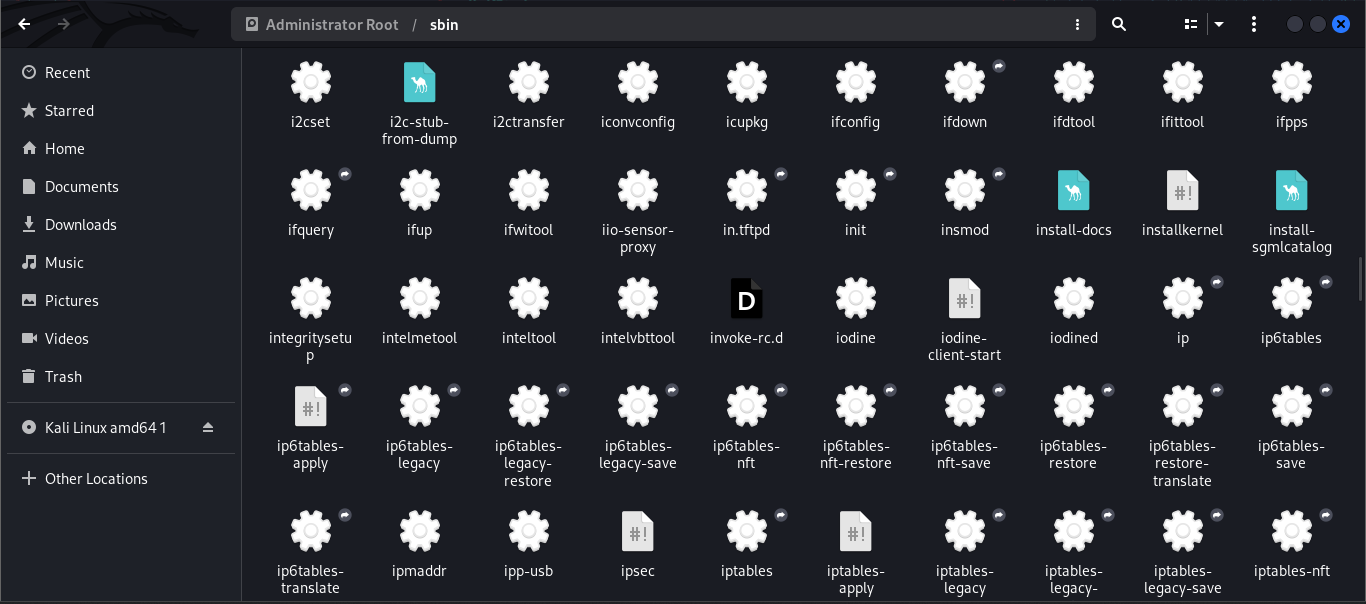 Administrator Root / sbin
Recent
Starred
Home
Documents
Downloads
Music
Pictures
Videos
Trash
Kali Linux amd64 1
Other Locations
i2cset
i2c-stub-
from-dump
i2ctransfer
iconvconfig
icupkg
ifconfig
ifdown
ifdtool
ifittool
ifpps
ifquery
ifup
ifwitool
iio-sensor-
proxy
in.tftpd
init
insmod
install-docs
#!
installkernel
install-
sgmlcatalog
integritysetu
p
intelmetool
inteltool
intelvbttool
D
invoke-rc.d
iodine
#!
iodine-
client-start
iodined
ip
ip6tables
#!
ip6tables-
apply
ip6tables-
legacy
ip6tables-
legacy-
restore
ip6tables-
legacy-save
ip6tables-
nft
ip6tables-
nft-restore
ip6tables-
nft-save
ip6tables-
restore
ip6tables-
restore-
translate
ip6tables-
save
ip6tables-
translate
ipmaddr
ipp-usb
#!
ipsec
iptables
#!
iptables-
apply
iptables-
legacy
iptables-
legacy-
iptables-
legacy-save
iptables-nft